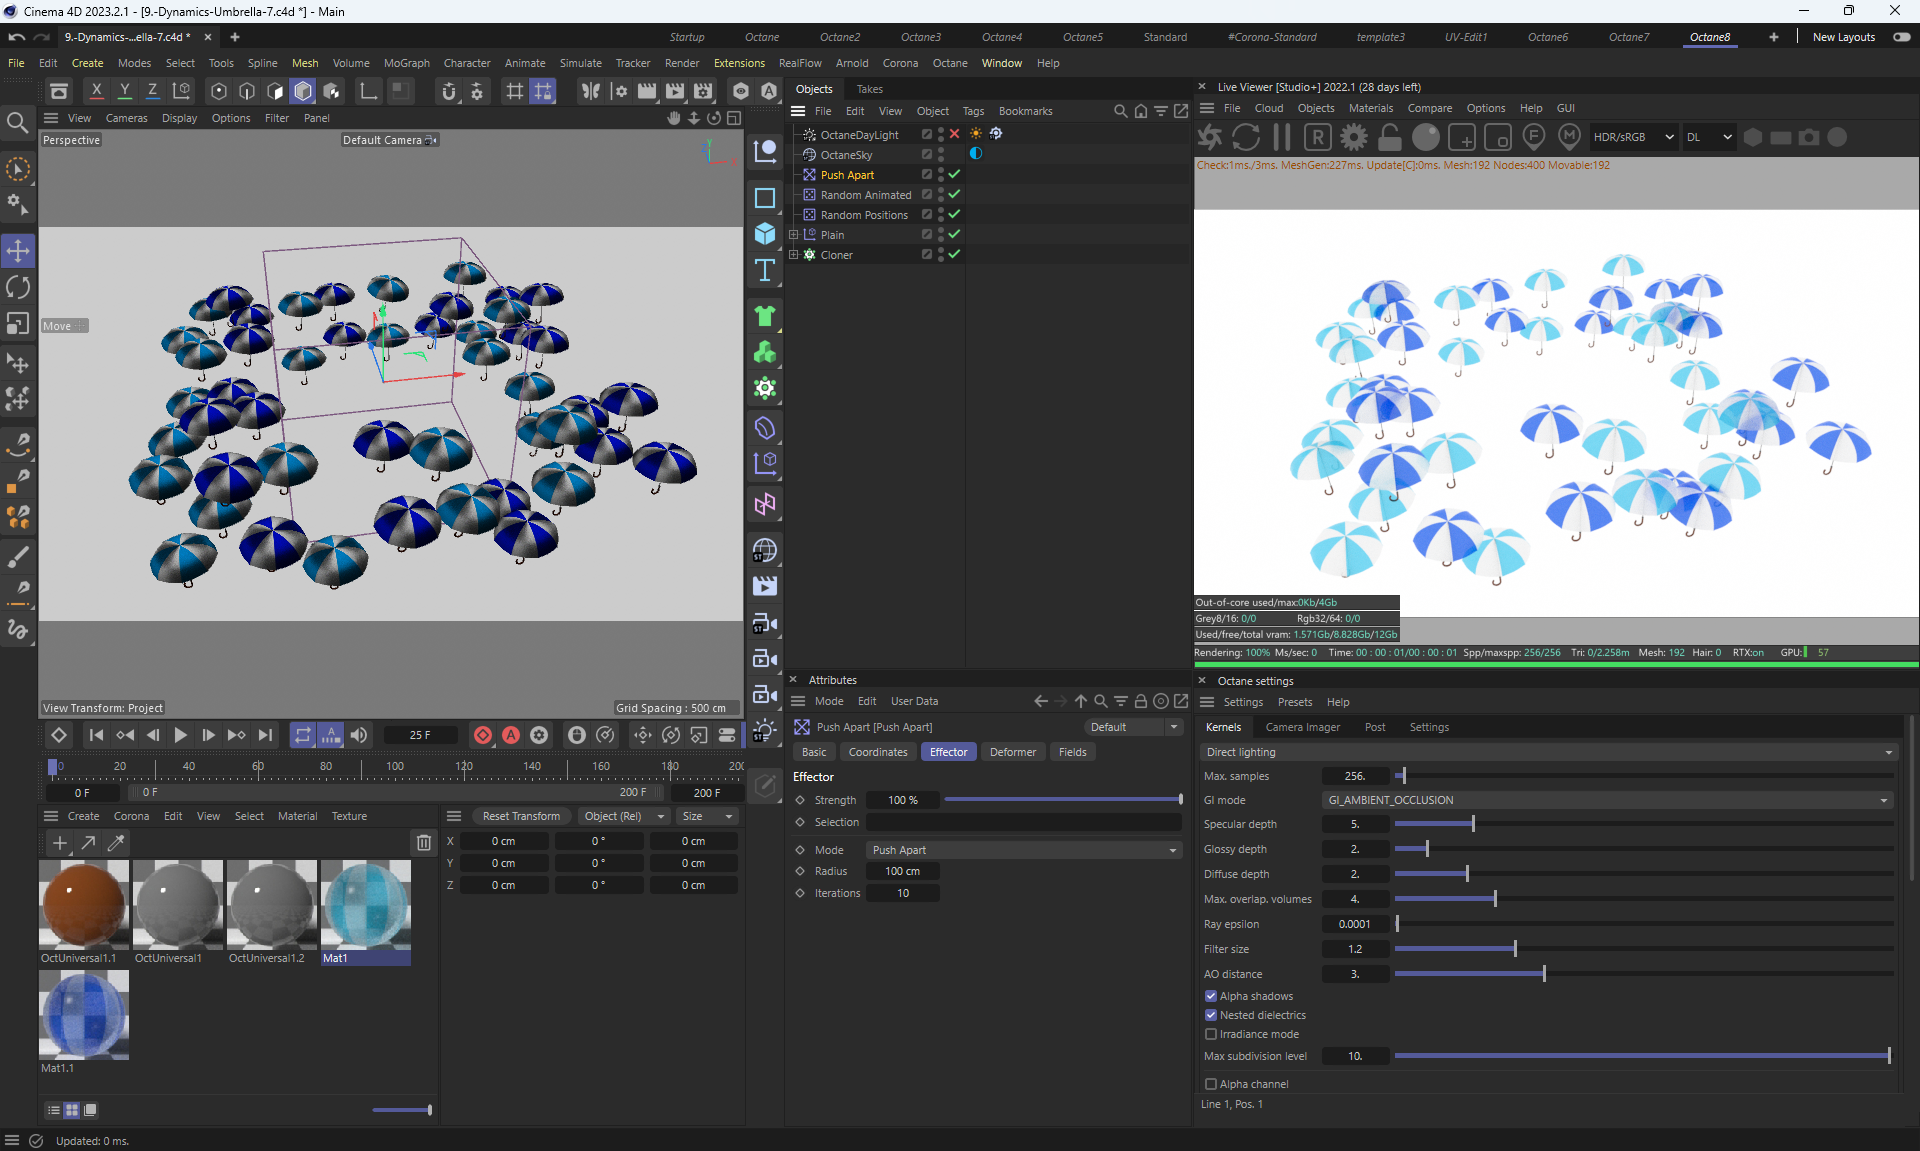 Cinema 4D 2023.2.1 - [9.-Dynamics-Umbrella-7.c4d *] - Main
9.-Dynamics-...ella-7.c4d * Startup Octane Octane2 Octane3 Octane4 Octane5 Standard #Corona-Standard template3 UV-Edit1 Octane6 Octane7 Octane8 New Layouts
File Edit Create Modes Select Tools Spline Mesh Volume MoGraph Character Animate Simulate Tracker Render Extensions RealFlow Arnold Corona Octane Window Help
X Y Z
View Cameras Display Options Filter Panel
Perspective
Default Camera
Move
View Transform: Project
Grid Spacing : 500 cm
25 F
0 20 40 60 80 100 120 140 160 180 200
0 F 0 F 200 F 200 F
Create Corona Edit View Select Material Texture
OctUniversal1.1 OctUniversal1 OctUniversal1.2 Mat1
Mat1.1
Reset Transform Object (Rel) Size
X 0 cm 0 ° 0 cm
Y 0 cm 0 ° 0 cm
Z 0 cm 0 ° 0 cm
Updated: 0 ms.
Objects Takes
File Edit View Object Tags Bookmarks
OctaneDayLight
OctaneSky
Push Apart
Random Animated
Random Positions
Plain
Cloner
Attributes
Mode Edit User Data
Push Apart [Push Apart] Default
Basic Coordinates Effector Deformer Fields
Effector
Strength 100 %
Selection
Mode Push Apart
Radius 100 cm
Iterations 10
Live Viewer [Studio+] 2022.1 (28 days left)
File Cloud Objects Materials Compare Options Help GUI
HDR/sRGB DL
Check:1ms./3ms. MeshGen:227ms. Update[C]:0ms. Mesh:192 Nodes:400 Movable:192
Out-of-core used/max:0Kb/4Gb
Grey8/16: 0/0 Rgb32/64: 0/0
Used/free/total vram: 1.571Gb/8.828Gb/12Gb
Rendering: 100% Ms/sec: 0 Time: 00 : 00 : 01/00 : 00 : 01 Spp/maxspp: 256/256 Tri: 0/2.258m Mesh: 192 Hair: 0 RTX:on GPU: 57
Octane settings
Settings Presets Help
Kernels Camera Imager Post Settings
Direct lighting
Max. samples 256.
GI mode GI_AMBIENT_OCCLUSION
Specular depth 5.
Glossy depth 2.
Diffuse depth 2.
Max. overlap. volumes 4.
Ray epsilon 0.0001
Filter size 1.2
AO distance 3.
Alpha shadows
Nested dielectrics
Irradiance mode
Max subdivision level 10.
Alpha channel
Line 1, Pos. 1